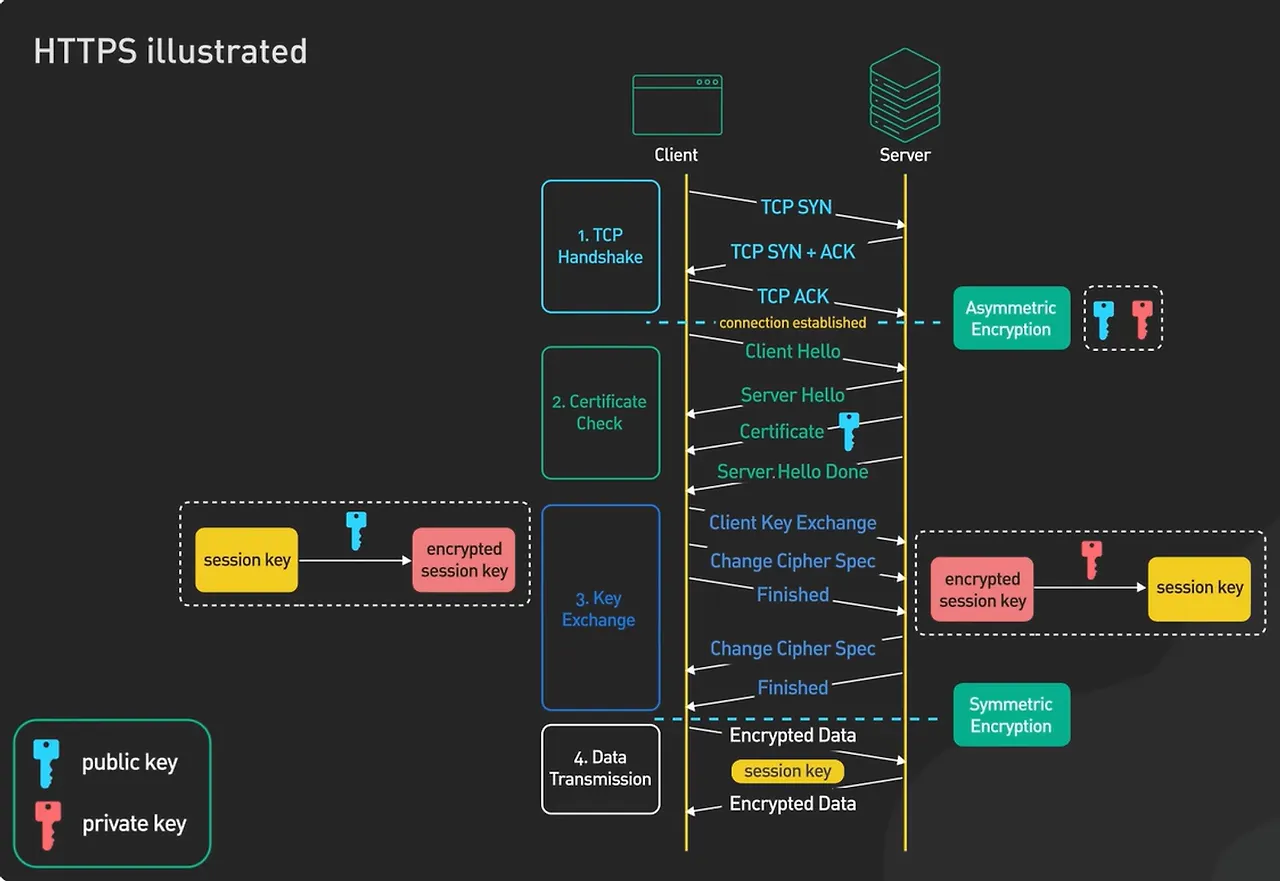 HTTPS illustrated
Client
Server
1. TCP
Handshake
TCP SYN
TCP SYN + ACK
TCP ACK
connection established
Asymmetric
Encryption
2. Certificate
Check
Client Hello
Server Hello
Certificate
Server.Hello Done
session key
encrypted
session key
3. Key
Exchange
Client Key Exchange
Change Cipher Spec
Finished
Change Cipher Spec
Finished
encrypted
session key
session key
Symmetric
Encryption
4. Data
Transmission
Encrypted Data
session key
Encrypted Data
public key
private key